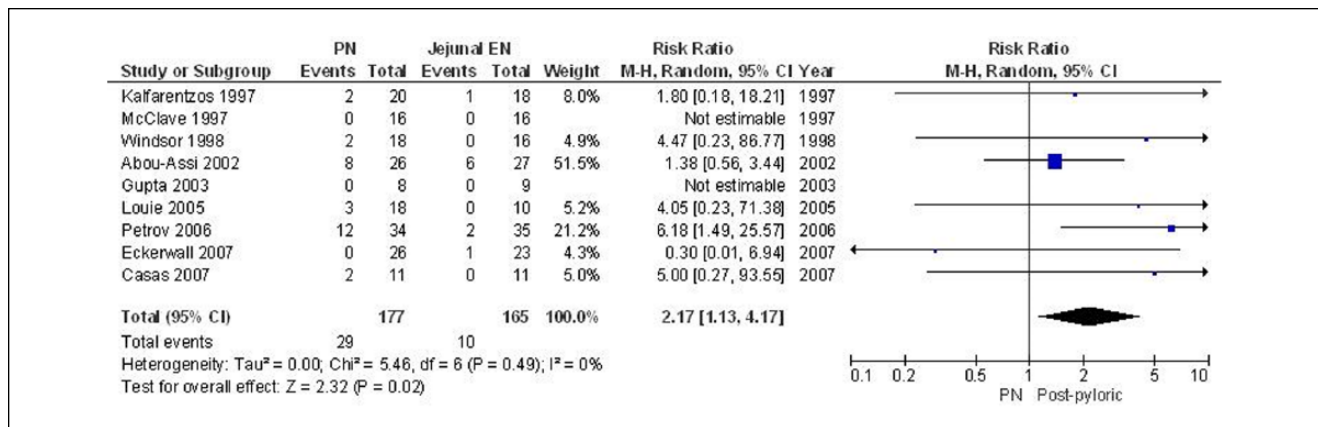 PN Jejunal EN Risk Ratio Risk Ratio
Study or Subgroup Events Total Events Total Weight M-H, Random, 95% CI Year M-H, Random, 95% CI
Kalfarentzos 1997 2 20 1 18 8.0% 1.80 [0.18, 18.21] 1997
McClave 1997 0 16 0 16 Not estimable 1997
Windsor 1998 2 18 0 16 4.9% 4.47 [0.23, 86.77] 1998
Abou-Assi 2002 8 26 6 27 51.5% 1.38 [0.56, 3.44] 2002
Gupta 2003 0 8 0 9 Not estimable 2003
Louie 2005 3 18 0 10 5.2% 4.05 [0.23, 71.38] 2005
Petrov 2006 12 34 2 35 21.2% 6.18 [1.49, 25.57] 2006
Eckerwall 2007 0 26 1 23 4.3% 0.30 [0.01, 6.94] 2007
Casas 2007 2 11 0 11 5.0% 5.00 [0.27, 93.55] 2007
Total (95% CI) 177 165 100.0% 2.17 [1.13, 4.17]
Total events 29 10
Heterogeneity: Tau² = 0.00; Chi² = 5.46, df = 6 (P = 0.49); I² = 0%
Test for overall effect: Z = 2.32 (P = 0.02)
0.1 0.2 0.5 1 2 5 10
PN Post-pyloric